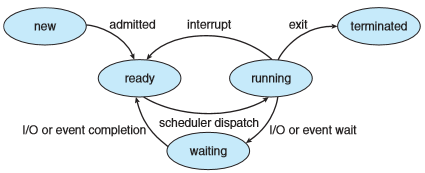 new
admitted
interrupt
exit
terminated
ready
running
scheduler dispatch
I/O or event completion
I/O or event wait
waiting